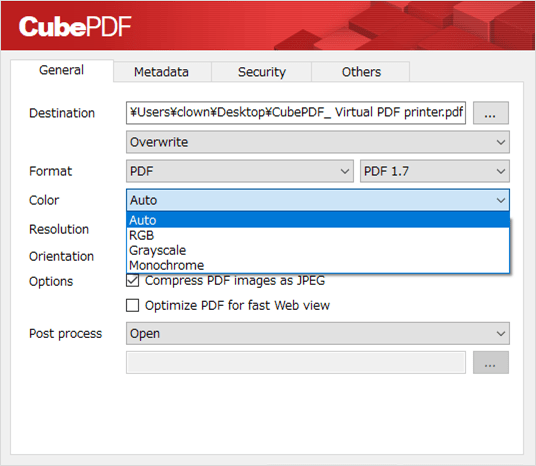 CubePDF
General Metadata Security Others
Destination ¥Users¥clown¥Desktop¥CubePDF_ Virtual PDF printer.pdf ...
Overwrite
Format PDF PDF 1.7
Color Auto
Auto
Resolution RGB
Grayscale
Orientation Monochrome
Options Compress PDF images as JPEG
Optimize PDF for fast Web view
Post process Open
...